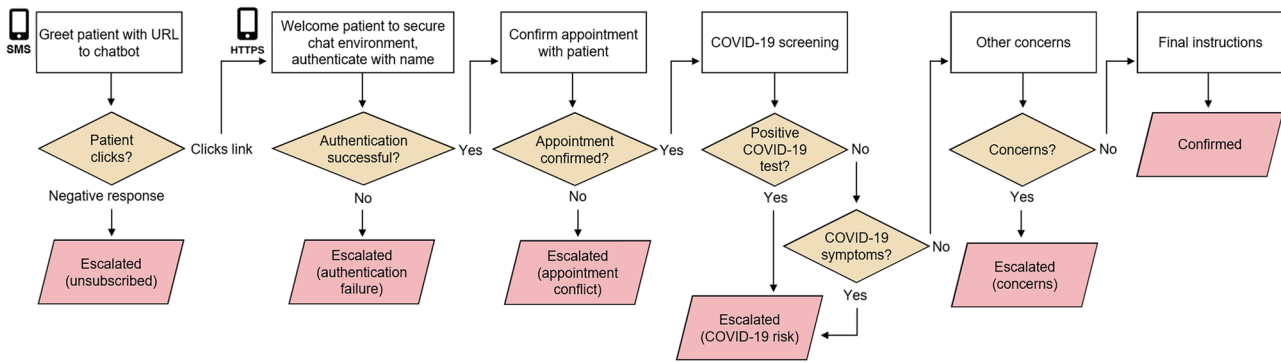 SMS
Greet patient with URL
to chatbot
Patient
clicks?
Clicks link
Negative response
Escalated
(unsubscribed)
HTTPS
Welcome patient to secure
chat environment,
authenticate with name
Authentication
successful?
Yes
No
Escalated
(authentication
failure)
Confirm appointment
with patient
Appointment
confirmed?
Yes
No
Escalated
(appointment
conflict)
COVID-19 screening
Positive
COVID-19
test?
No
Yes
COVID-19
symptoms?
No
Yes
Escalated
(COVID-19 risk)
Other concerns
Concerns?
No
Yes
Escalated
(concerns)
Final instructions
Confirmed